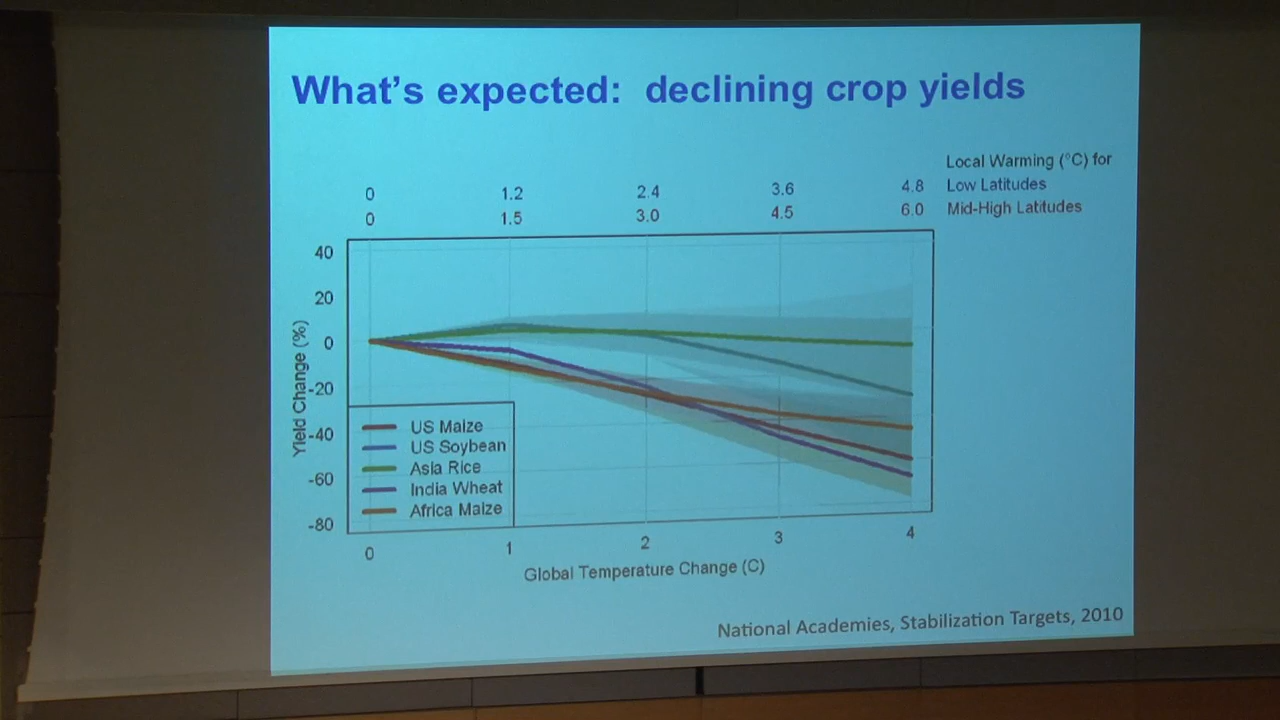 What's expected: declining crop yields
Local Warming (°C) for
0 1.2 2.4 3.6 4.8 Low Latitudes
0 1.5 3.0 4.5 6.0 Mid-High Latitudes
40
20
0
-20
-40
-60
-80
Yield Change (%)
US Maize
US Soybean
Asia Rice
India Wheat
Africa Maize
0 1 2 3 4
Global Temperature Change (C)
National Academies, Stabilization Targets, 2010